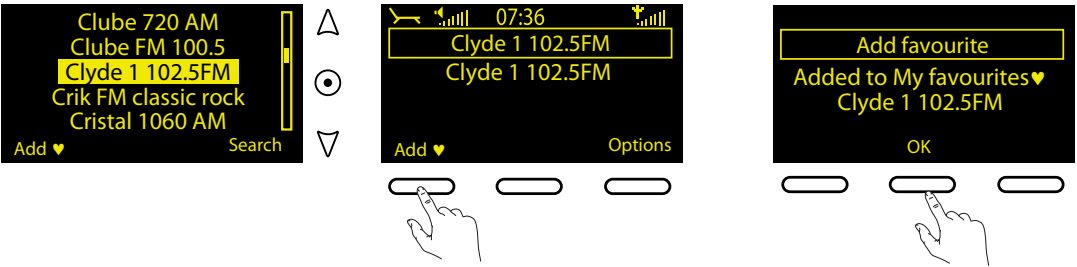 Clube 720 AM
Clube FM 100.5
Clyde 1 102.5FM
Crik FM classic rock
Cristal 1060 AM
Add ♥ Search
07:36
Clyde 1 102.5FM
Clyde 1 102.5FM
Add ♥ Options
Add favourite
Added to My favourites♥
Clyde 1 102.5FM
OK